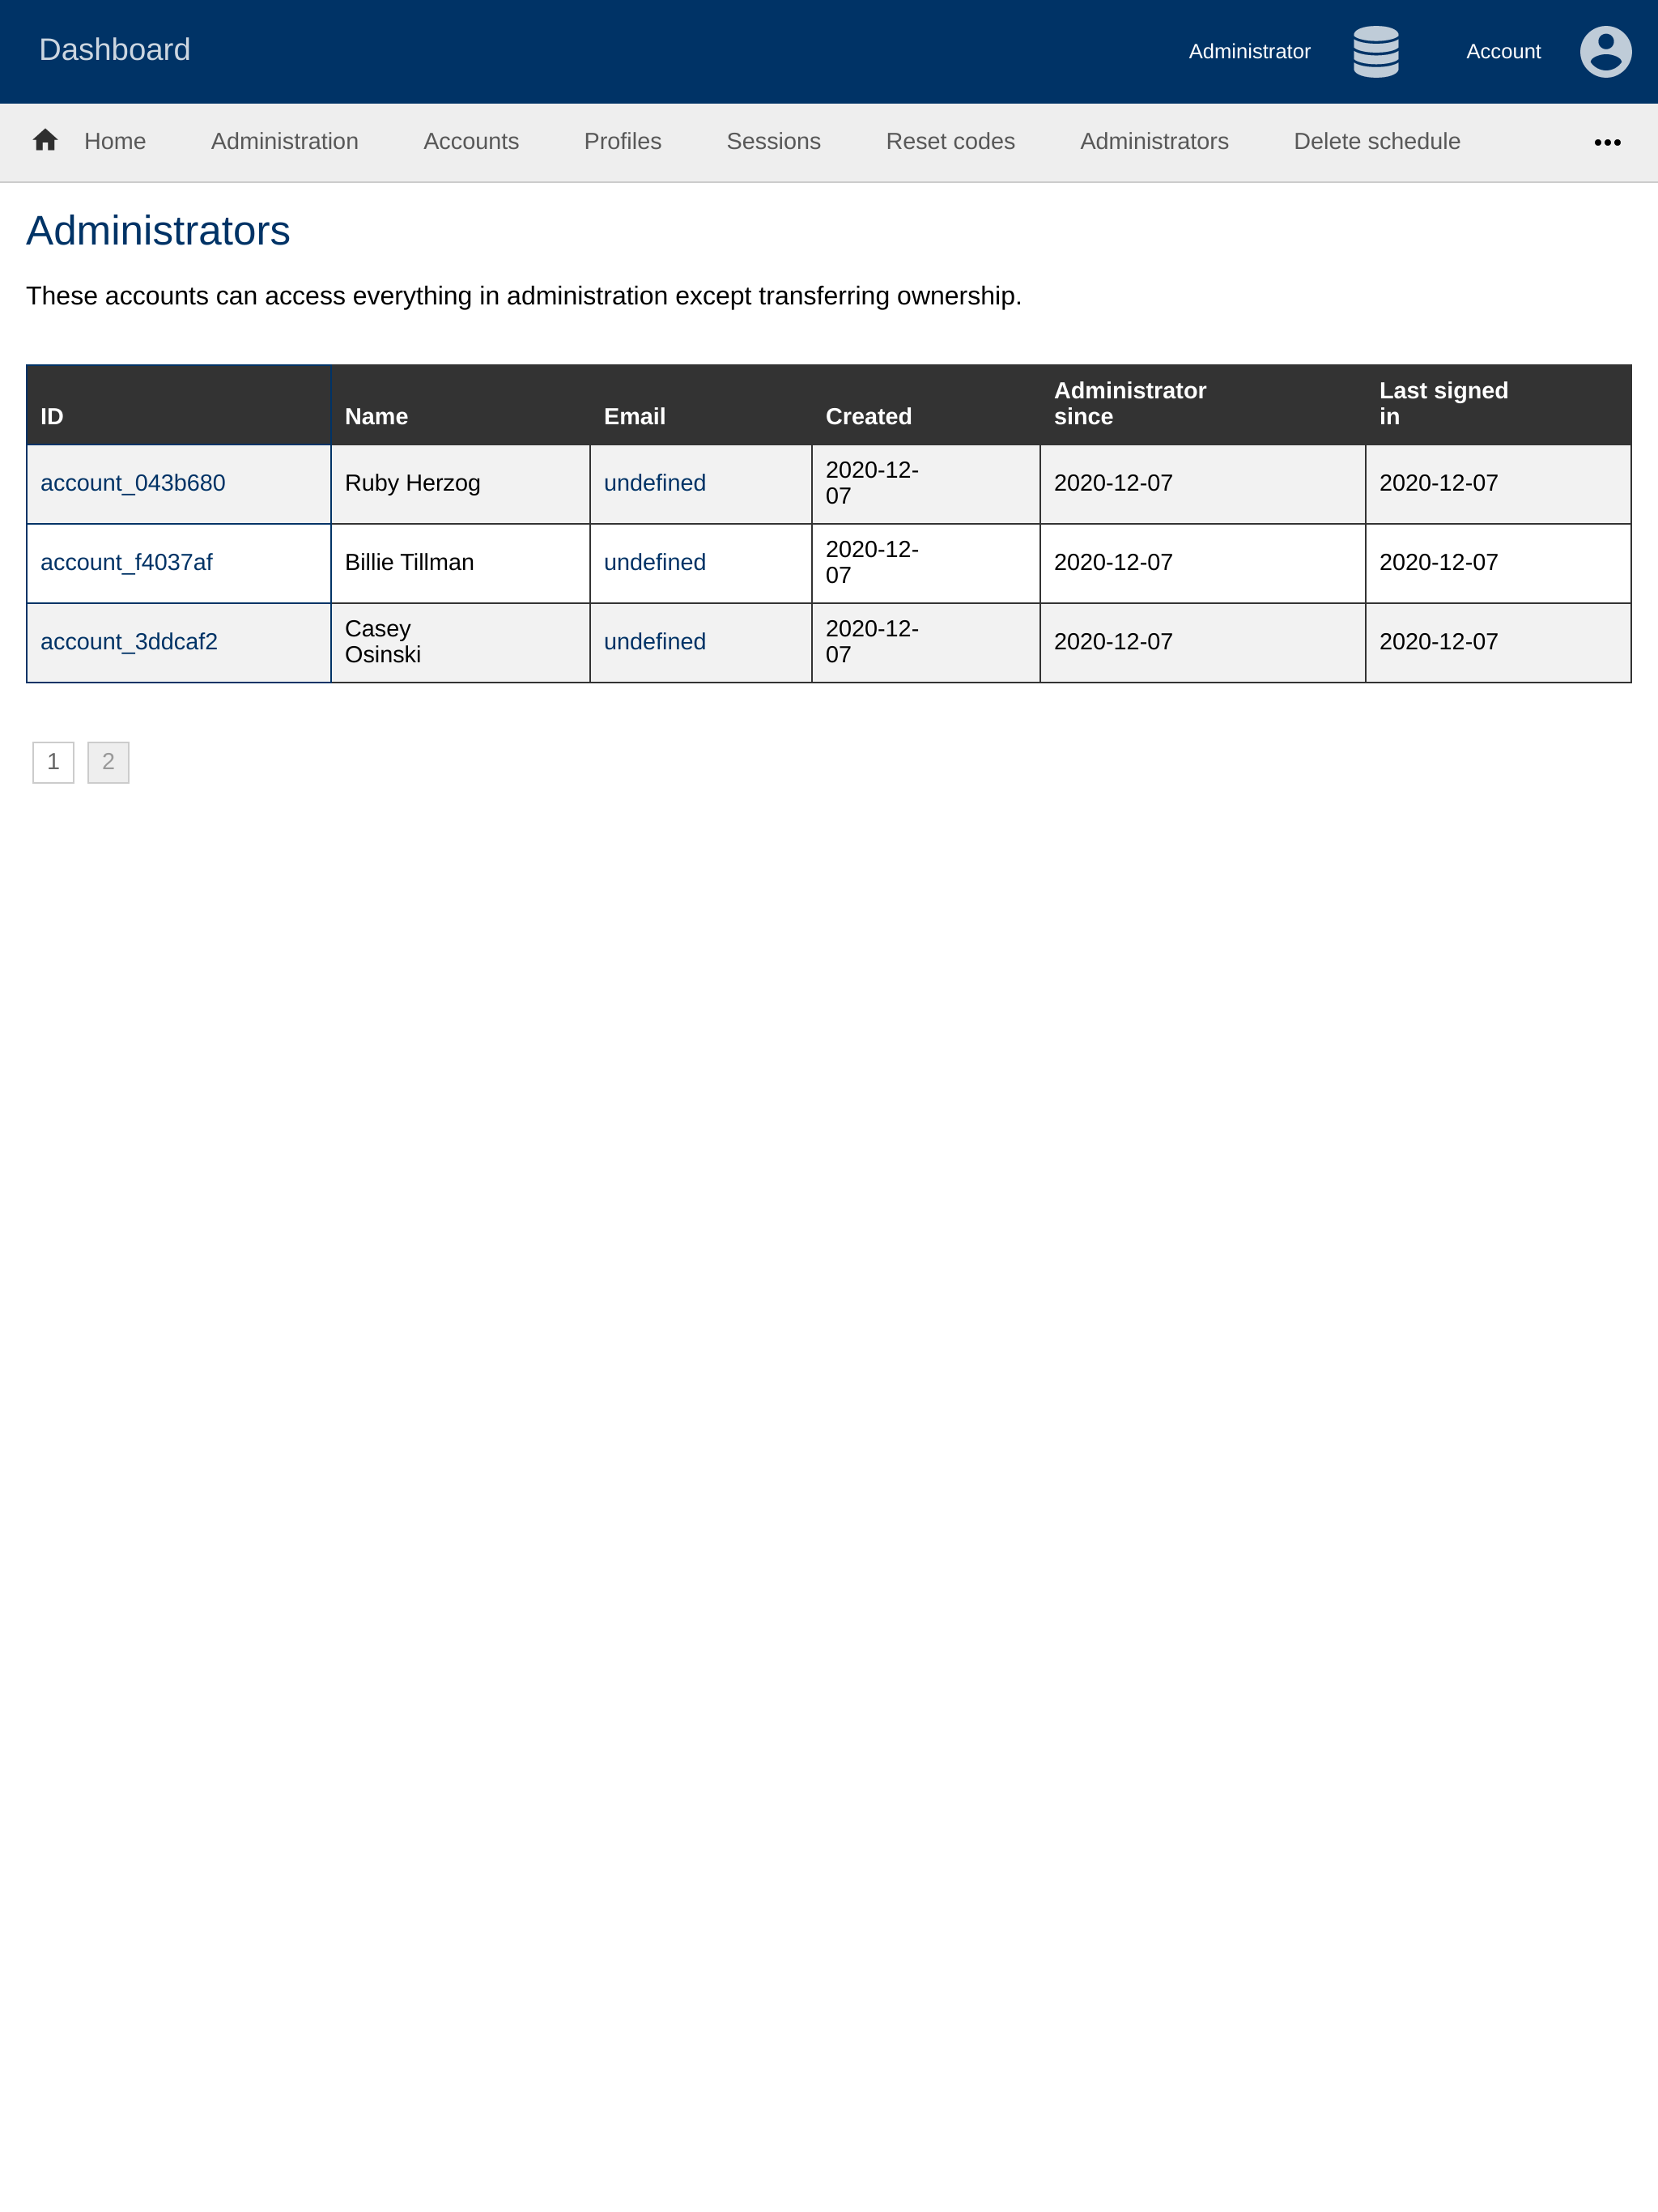 Dashboard
Administrator
Account
Home Administration Accounts Profiles Sessions Reset codes Administrators Delete schedule •••
Administrators
These accounts can access everything in administration except transferring ownership.
ID Name Email Created Administrator since Last signed in
account_043b680 Ruby Herzog undefined 2020-12-07 2020-12-07 2020-12-07
account_f4037af Billie Tillman undefined 2020-12-07 2020-12-07 2020-12-07
account_3ddcaf2 Casey Osinski undefined 2020-12-07 2020-12-07 2020-12-07
1 2